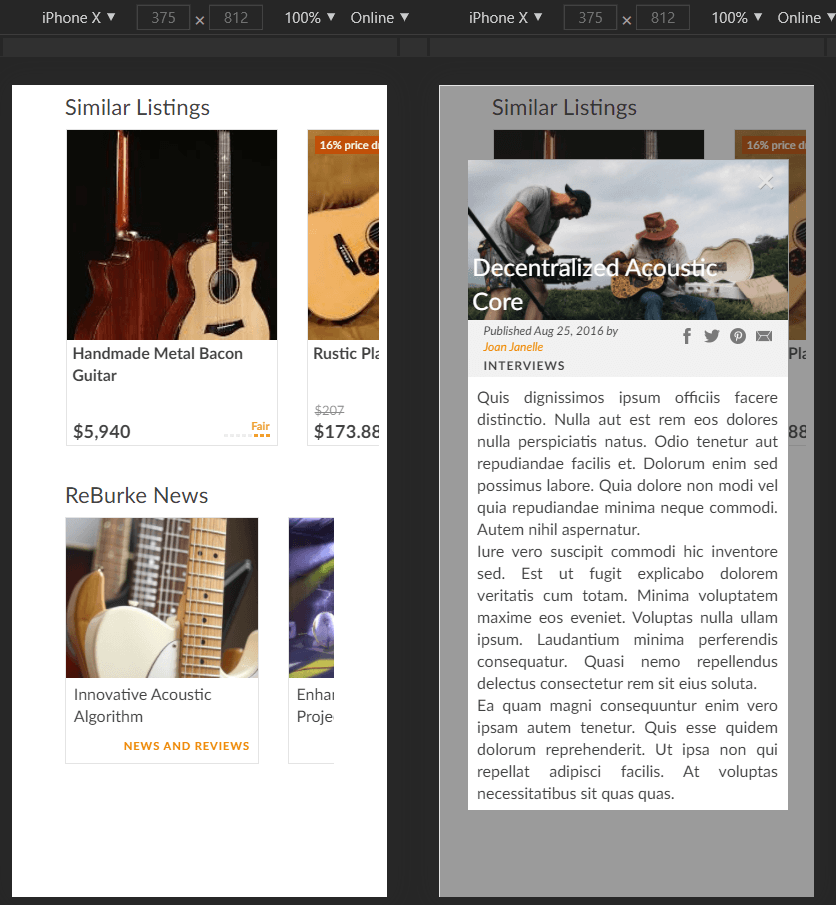 iPhone X ▼ 375 × 812 100% ▼ Online ▼
Similar Listings
Handmade Metal Bacon
Guitar
$5,940
Fair
16% price d
Rustic Pla
$207
$173.88
ReBurke News
Innovative Acoustic
Algorithm
NEWS AND REVIEWS
Enhar
Proje
iPhone X ▼ 375 × 812 100% ▼ Online ▼
Similar Listings
16% price d
Pla
88
×
Decentralized Acoustic
Core
Published Aug 25, 2016 by
Joan Janelle
INTERVIEWS
Quis dignissimos ipsum officiis facere
distinctio. Nulla aut est rem eos dolores
nulla perspiciatis natus. Odio tenetur aut
repudiandae facilis et. Dolorum enim sed
possimus labore. Quia dolore non modi vel
quia repudiandae minima neque commodi.
Autem nihil aspernatur.
Iure vero suscipit commodi hic inventore
sed. Est ut fugit explicabo dolorem
veritatis cum totam. Minima voluptatem
maxime eos eveniet. Voluptas nulla ullam
ipsum. Laudantium minima perferendis
consequatur. Quasi nemo repellendus
delectus consectetur rem sit eius soluta.
Ea quam magni consequuntur enim vero
ipsam autem tenetur. Quis esse quidem
dolorum reprehenderit. Ut ipsa non qui
repellat adipisci facilis. At voluptas
necessitatibus sit quas quas.